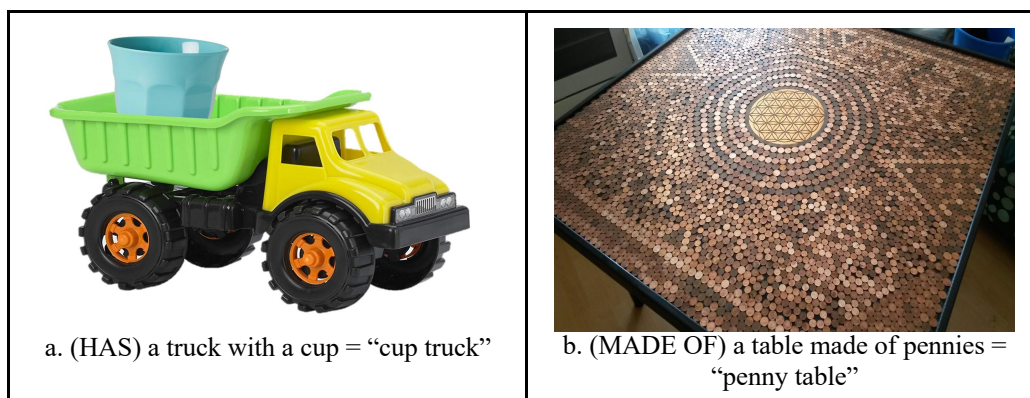 a. (HAS) a truck with a cup = “cup truck”
b. (MADE OF) a table made of pennies =
“penny table”